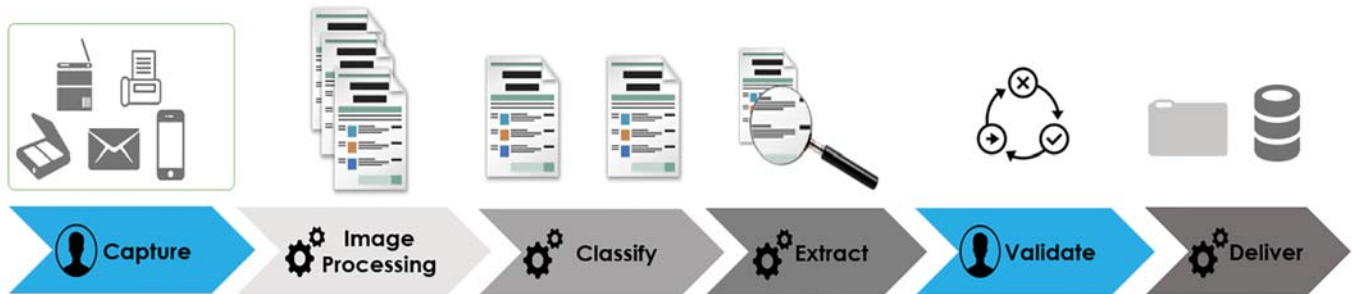 Capture
Image
Processing
Classify
Extract
Validate
Deliver